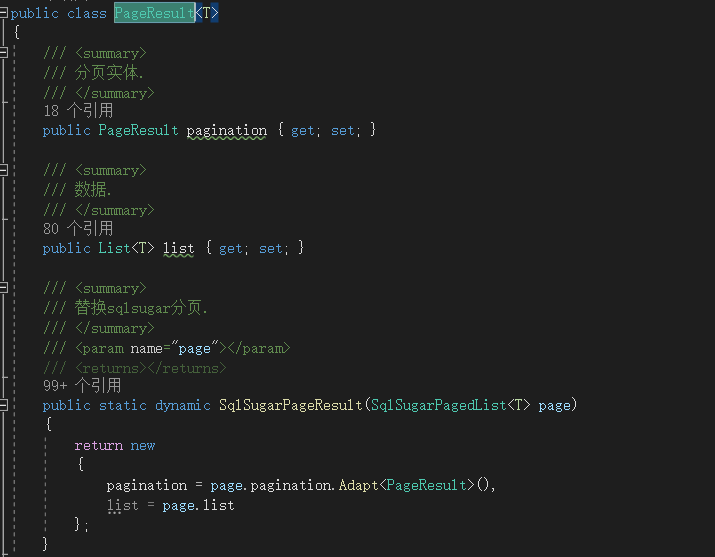 public class PageResult<T>
{
/// <summary>
/// 分页实体.
/// </summary>
18 个引用
public PageResult pagination { get; set; }
/// <summary>
/// 数据.
/// </summary>
80 个引用
public List<T> list { get; set; }
/// <summary>
/// 替换sqlsugar分页.
/// </summary>
/// <param name="page"></param>
/// <returns></returns>
99+ 个引用
public static dynamic SqlSugarPageResult(SqlSugarPagedList<T> page)
{
return new
{
pagination = page.pagination.Adapt<PageResult>(),
list = page.list
};
}